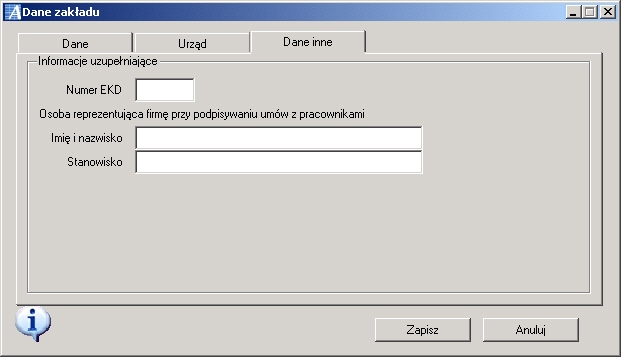 Dane zakładu
Dane
Urząd
Dane inne
Informacje uzupełniające
Numer EKD
Osoba reprezentująca firmę przy podpisywaniu umów z pracownikami
Imię i nazwisko
Stanowisko
Zapisz
Anuluj